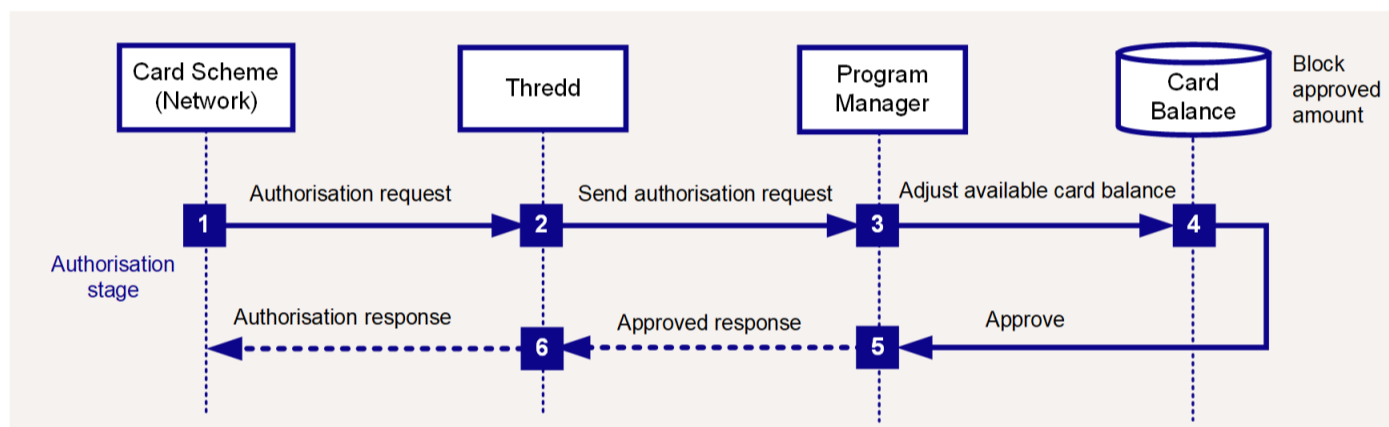 Card Scheme
(Network)
Thredd
Program
Manager
Card
Balance
Block
approved
amount
Authorisation request
Send authorisation request
Adjust available card balance
1
2
3
4
Authorisation
stage
Authorisation response
Approved response
Approve
6
5